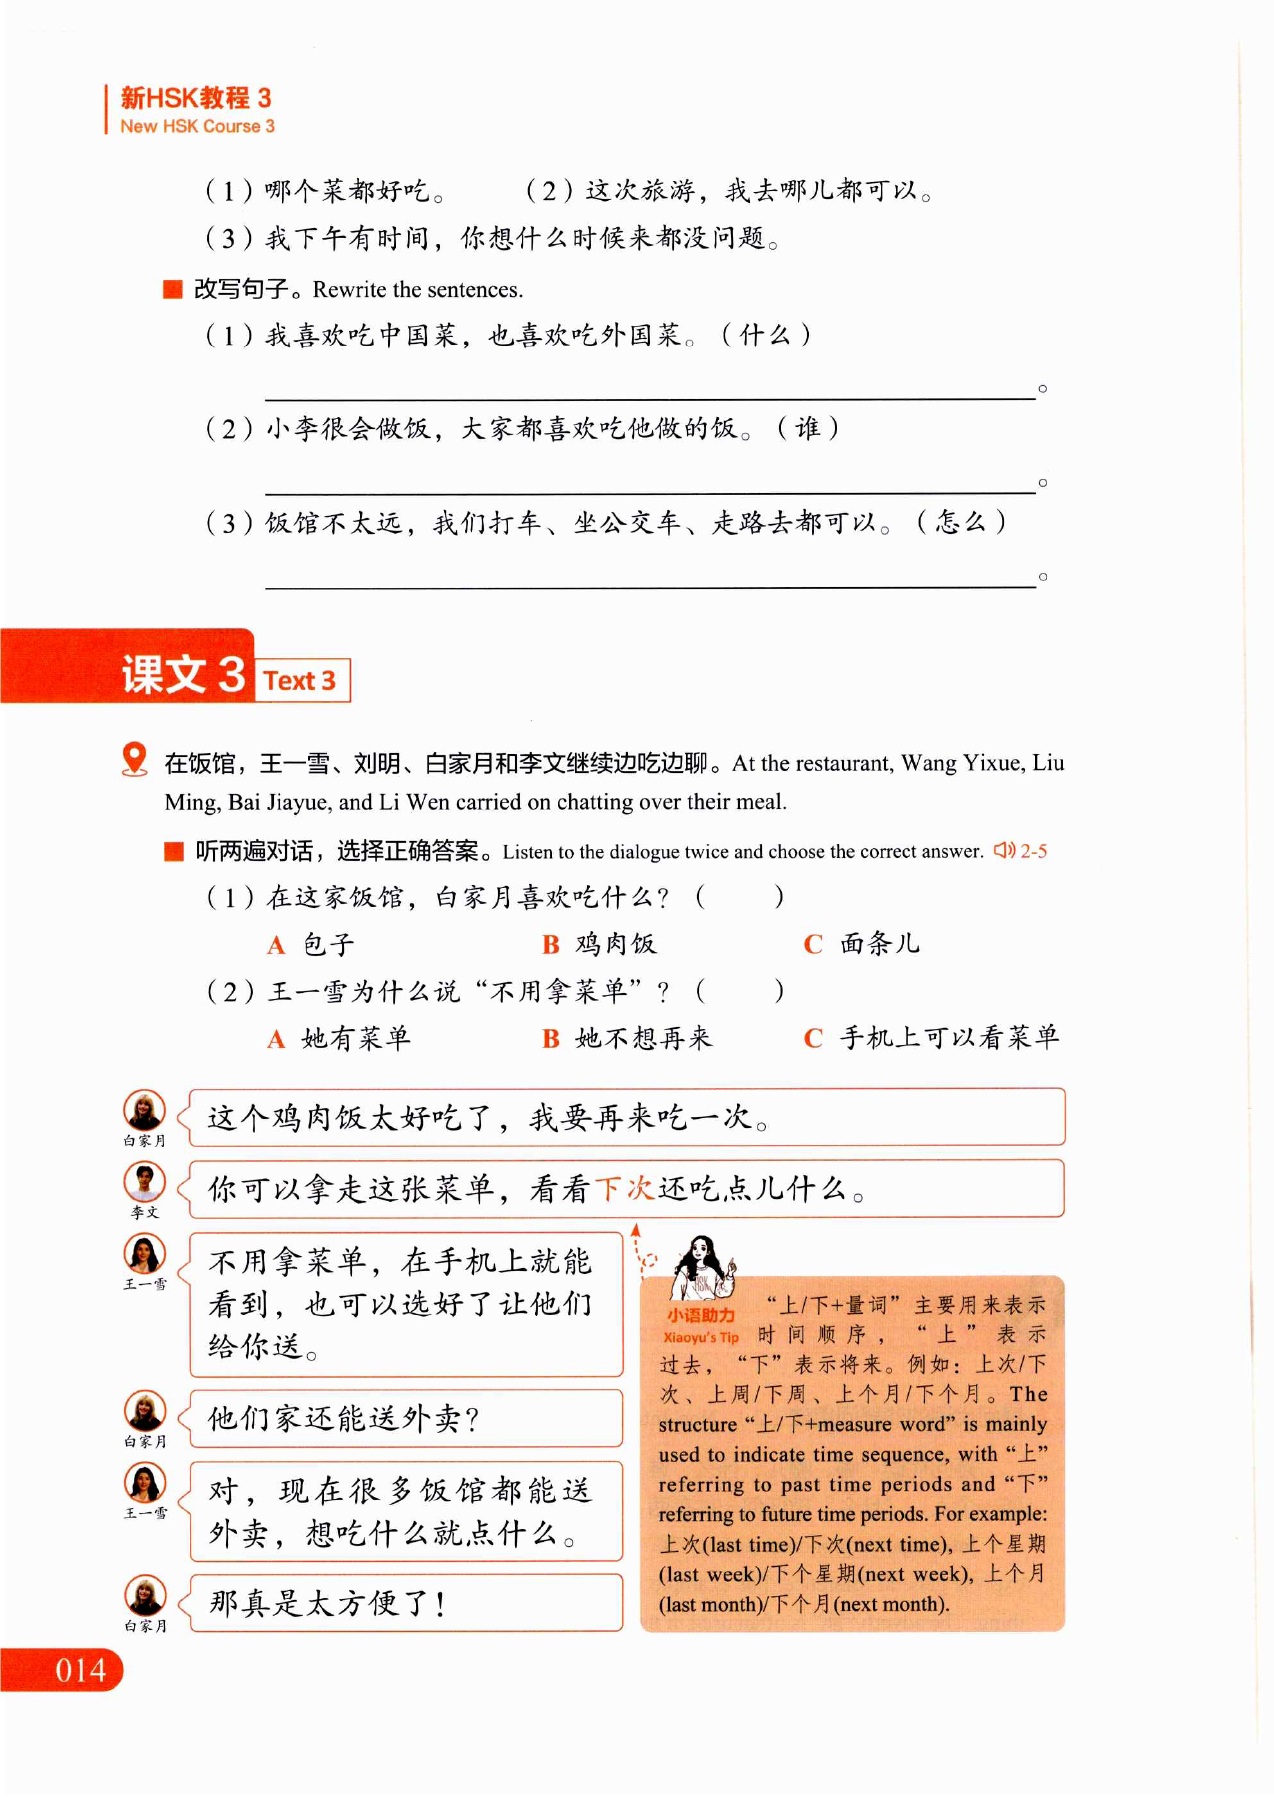 新HSK教程 3
New HSK Course 3
（1）哪个菜都好吃。 （2）这次旅游，我去哪儿都可以。
（3）我下午有时间，你想什么时候来都没问题。
改写句子。Rewrite the sentences.
（1）我喜欢吃中国菜，也喜欢吃外国菜。（什么）
。
（2）小李很会做饭，大家都喜欢吃他做的饭。（谁）
。
（3）饭馆不太远，我们打车、坐公交车、走路去都可以。（怎么）
。
课文 3 Text 3
在饭馆，王一雪、刘明、白家月和李文继续边吃边聊。At the restaurant, Wang Yixue, Liu
Ming, Bai Jiayue, and Li Wen carried on chatting over their meal.
听两遍对话，选择正确答案。Listen to the dialogue twice and choose the correct answer. 2-5
（1）在这家饭馆，白家月喜欢吃什么？（ ）
A 包子 B 鸡肉饭 C 面条儿
（2）王一雪为什么说“不用拿菜单”？（ ）
A 她有菜单 B 她不想再来 C 手机上可以看菜单
这个鸡肉饭太好吃了，我要再来吃一次。
白家月
你可以拿走这张菜单，看看下次还吃点儿什么。
李文
不用拿菜单，在手机上就能
王一雪
看到，也可以选好了让他们
给你送。
他们家还能送外卖？
白家月
对，现在很多饭馆都能送
王一雪
外卖，想吃什么就点什么。
那真是太方便了！
白家月
HSK
小语助力
Xiaoyu's Tip
“上/下+量词”主要用来表示
时间顺序，“上”表示
过去，“下”表示将来。例如：上次/下
次、上周/下周、上个月/下个月。The
structure “上/下+measure word” is mainly
used to indicate time sequence, with “上”
referring to past time periods and “下”
referring to future time periods. For example:
上次(last time)/下次(next time), 上个星期
(last week)/下个星期(next week), 上个月
(last month)/下个月(next month).
014